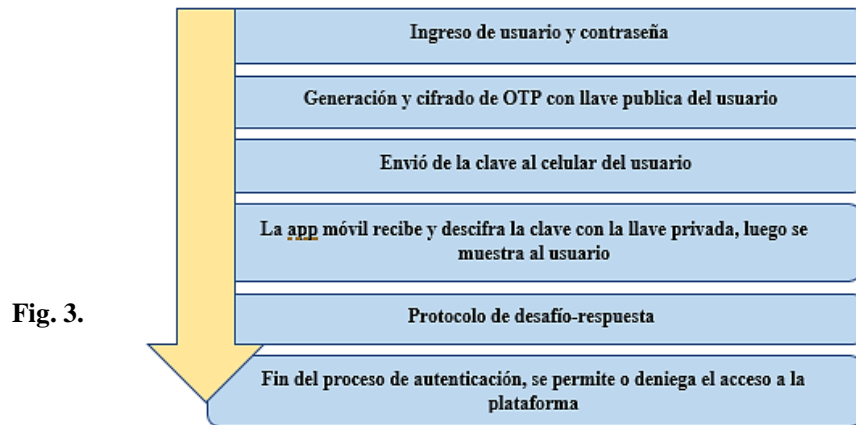 Ingreso de usuario y contraseña
Generación y cifrado de OTP con llave publica del usuario
Envió de la clave al celular del usuario
La app móvil recibe y descifra la clave con la llave privada, luego se
muestra al usuario
Fig. 3.
Protocolo de desafío-respuesta
Fin del proceso de autenticación, se permite o deniega el acceso a la
plataforma